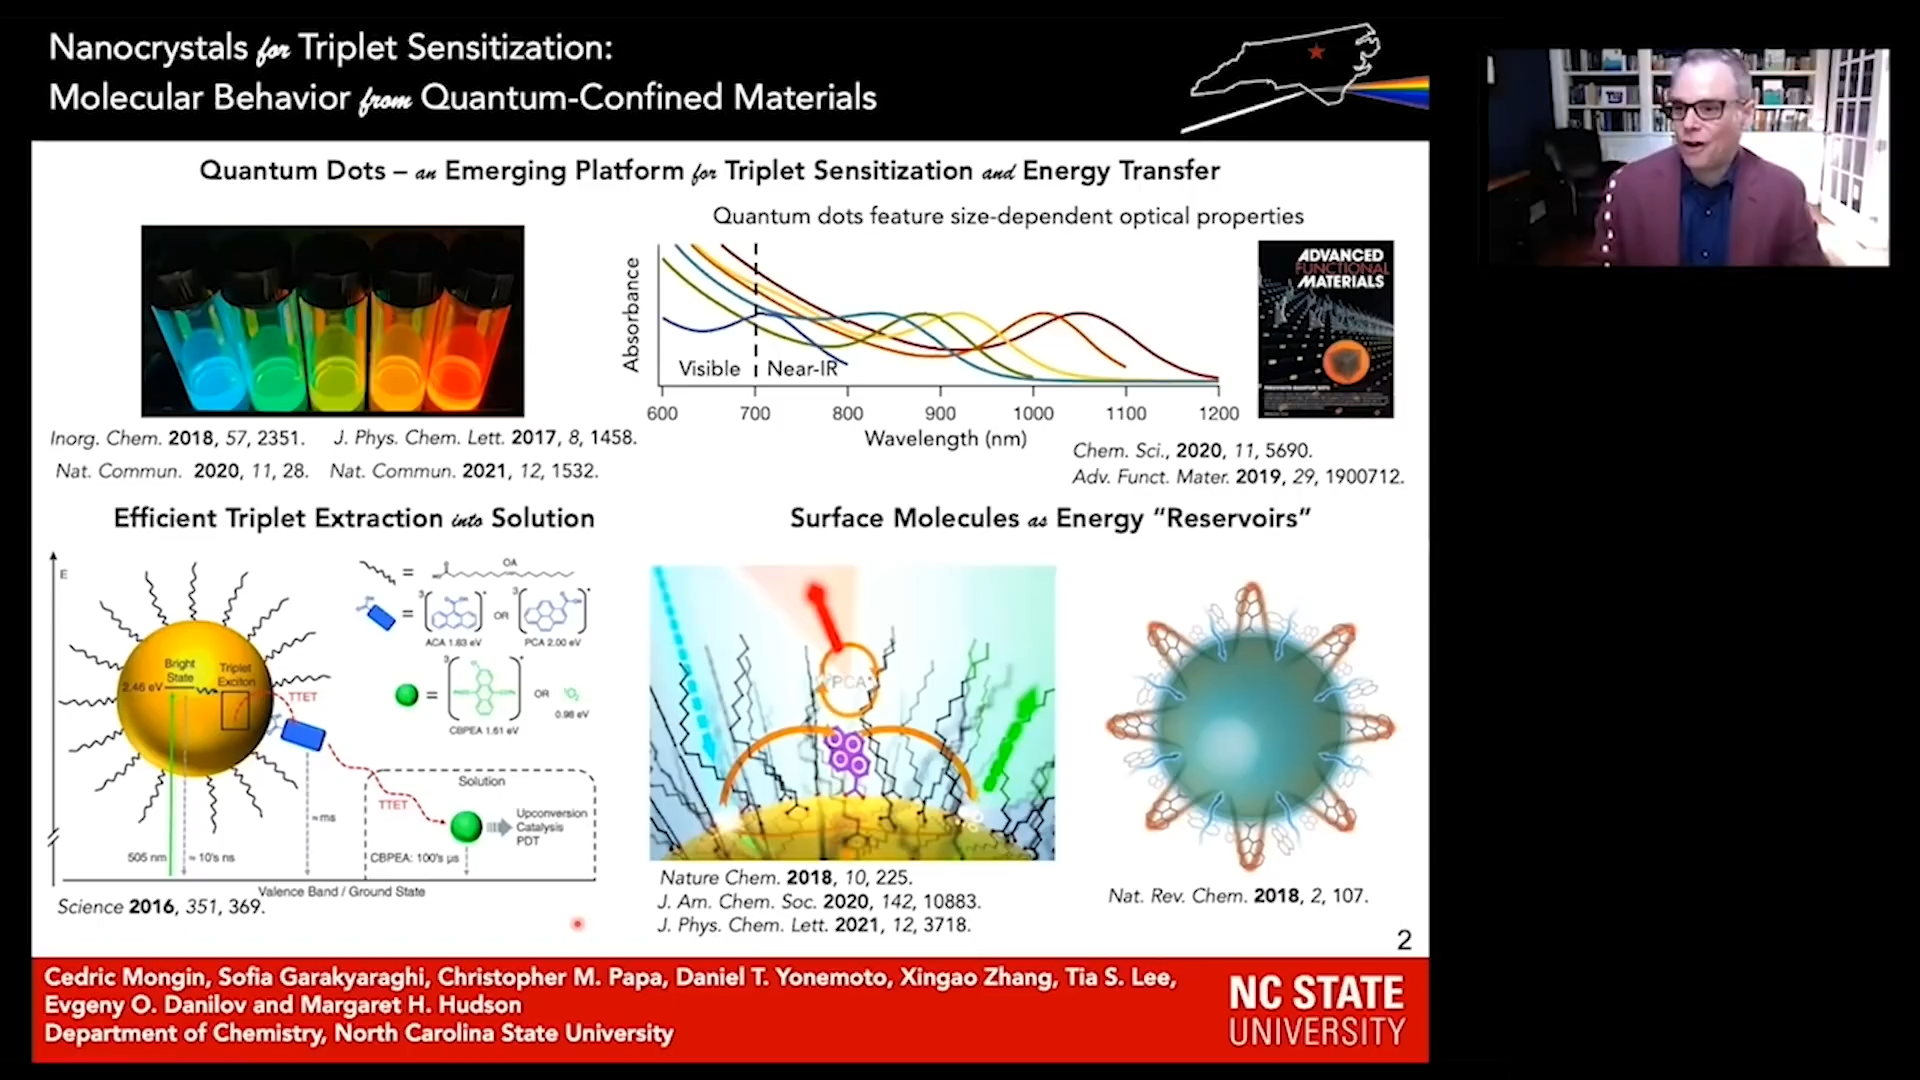 Nanocrystals for Triplet Sensitization:
Molecular Behavior from Quantum-Confined Materials
Quantum Dots – an Emerging Platform for Triplet Sensitization and Energy Transfer
Quantum dots feature size-dependent optical properties
Absorbance
Visible
Near-IR
600 700 800 900 1000 1100 1200
Wavelength (nm)
ADVANCED
FUNCTIONAL
MATERIALS
Inorg. Chem. 2018, 57, 2351. J. Phys. Chem. Lett. 2017, 8, 1458.
Nat. Commun. 2020, 11, 28. Nat. Commun. 2021, 12, 1532.
Chem. Sci., 2020, 11, 5690.
Adv. Funct. Mater. 2019, 29, 1900712.
Efficient Triplet Extraction into Solution
E
OA
=
=
3
*
OR
3
*
ACA 1.83 eV
PCA 2.00 eV
=
3
*
OR
¹O₂
0.98 eV
CBPEA 1.61 eV
Bright
State
Triplet
Exciton
2.46 eV
TTET
TTET
Solution
≈ms
Upconversion
Catalysis
PDT
505 nm
≈ 10's ns
CBPEA: 100's µs
Valence Band / Ground State
Science 2016, 351, 369.
Surface Molecules as Energy “Reservoirs”
PCA
Nature Chem. 2018, 10, 225.
J. Am. Chem. Soc. 2020, 142, 10883.
J. Phys. Chem. Lett. 2021, 12, 3718.
Nat. Rev. Chem. 2018, 2, 107.
2
Cedric Mongin, Sofia Garakyaraghi, Christopher M. Papa, Daniel T. Yonemoto, Xingao Zhang, Tia S. Lee,
Evgeny O. Danilov and Margaret H. Hudson
Department of Chemistry, North Carolina State University
NC STATE
UNIVERSITY